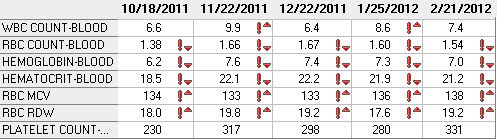 10/18/2011 11/22/2011 12/22/2011 1/25/2012 2/21/2012
WBC COUNT-BLOOD 6.6 9.9 ! 6.4 8.6 ! 7.4
RBC COUNT-BLOOD 1.38 ! 1.66 ! 1.67 ! 1.60 ! 1.54 !
HEMOGLOBIN-BLOOD 6.2 ! 7.6 ! 7.4 ! 7.3 ! 7.0 !
HEMATOCRIT-BLOOD 18.5 ! 22.1 ! 22.2 ! 21.9 ! 21.2 !
RBC MCV 134 ! 133 ! 133 ! 136 ! 138 !
RBC RDW 18.0 ! 19.8 ! 19.2 ! 17.6 ! 19.2 !
PLATELET COUNT-... 230 317 298 280 331